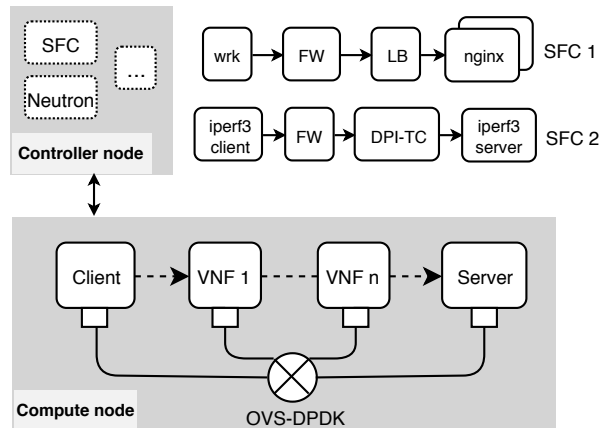 SFC
Neutron
...
Controller node
wrk
FW
LB
nginx
SFC 1
iperf3
client
FW
DPI-TC
iperf3
server
SFC 2
Client
VNF 1
VNF n
Server
OVS-DPDK
Compute node